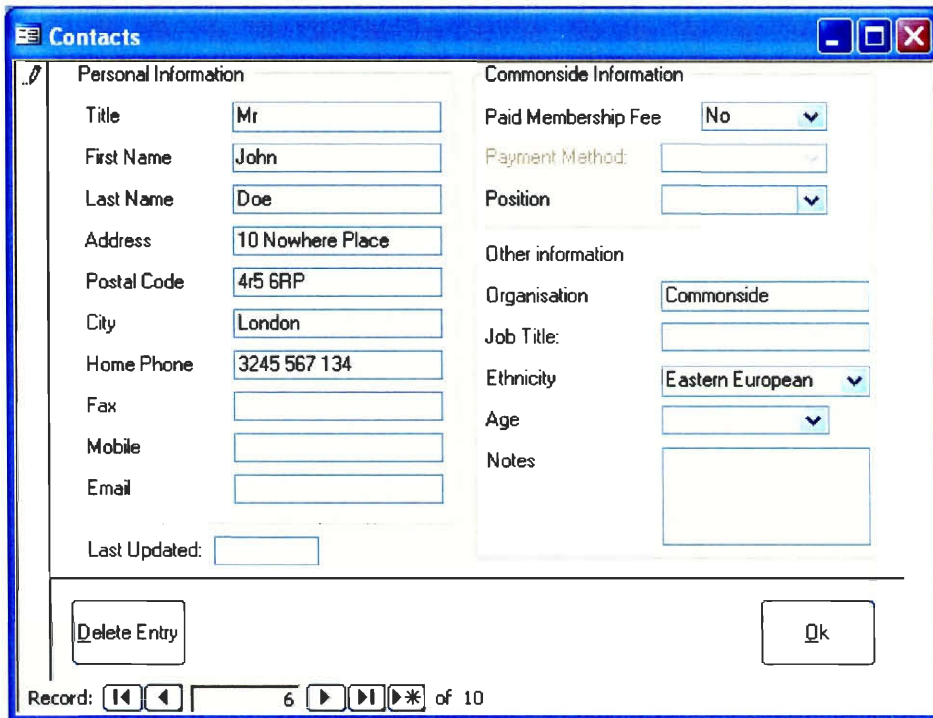 Contacts
Personal Information
Title Mr
First Name John
Last Name Doe
Address 10 Nowhere Place
Postal Code 4r5 6RP
City London
Home Phone 3245 567 134
Fax
Mobile
Email
Last Updated:
Commonside Information
Paid Membership Fee No
Payment Method:
Position
Other information
Organisation Commonside
Job Title:
Ethnicity Eastern European
Age
Notes
Delete Entry
Ok
Record: 6 of 10